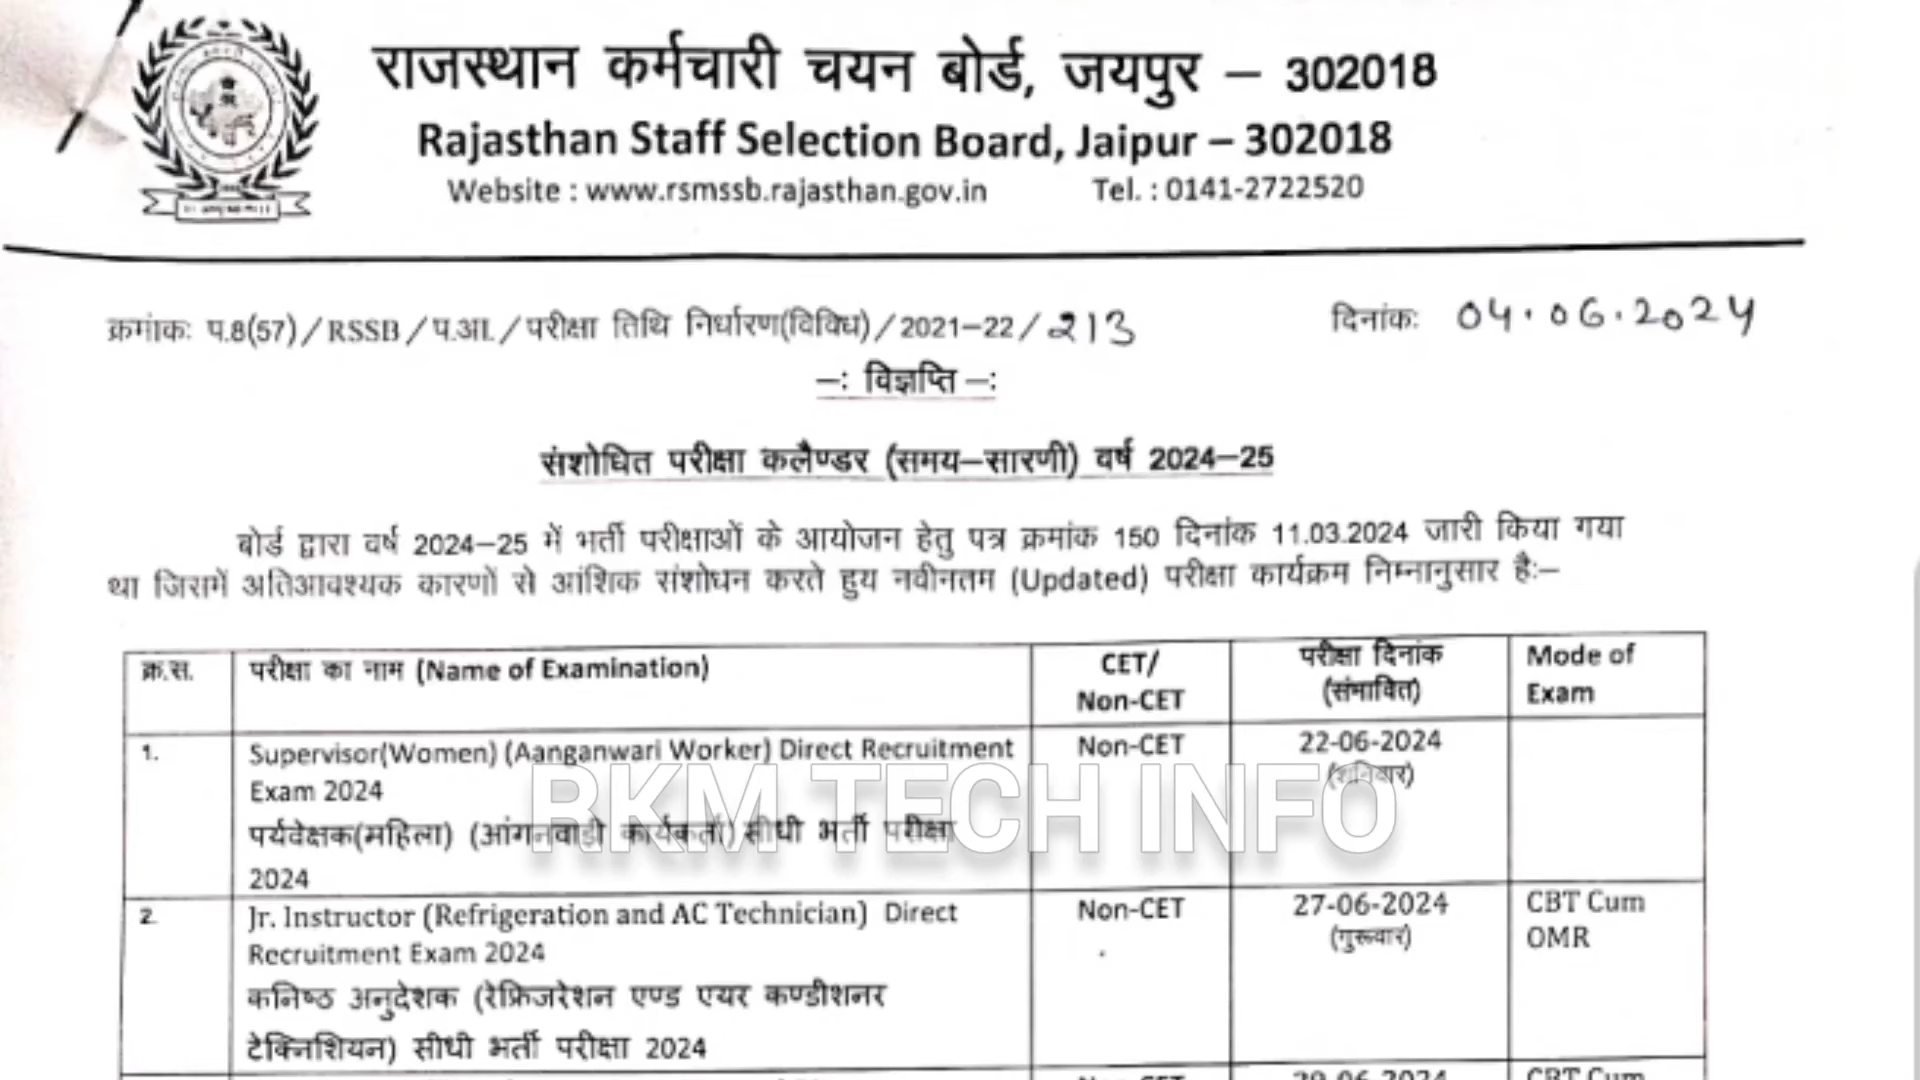 राजस्थान कर्मचारी चयन बोर्ड, जयपुर – 302018
Rajasthan Staff Selection Board, Jaipur – 302018
Website : www.rsmssb.rajasthan.gov.in Tel. : 0141-2722520
क्रमांक: प.8(57)/RSSB/प.आ./परीक्षा तिथि निर्धारण(विविध)/2021–22/213 दिनांक: 04.06.2024
–: विज्ञप्ति –:
संशोधित परीक्षा कलैण्डर (समय–सारणी) वर्ष 2024–25
बोर्ड द्वारा वर्ष 2024–25 में भर्ती परीक्षाओं के आयोजन हेतु पत्र क्रमांक 150 दिनांक 11.03.2024 जारी किया गया
था जिसमें अतिआवश्यक कारणों से आंशिक संशोधन करते हुय नवीनतम (Updated) परीक्षा कार्यक्रम निम्नानुसार है:–
क्र.स. परीक्षा का नाम (Name of Examination) CET/ परीक्षा दिनांक Mode of
Non-CET (संभावित) Exam
1. Supervisor(Women) (Aanganwari Worker) Direct Recruitment Non-CET 22-06-2024
Exam 2024 (शनिवार)
पर्यवेक्षक(महिला) (आंगनवाड़ी कार्यकर्ता) सीधी भर्ती परीक्षा
2024
RKM TECH INFO
2. Jr. Instructor (Refrigeration and AC Technician) Direct Non-CET 27-06-2024 CBT Cum
Recruitment Exam 2024 (गुरूवार) OMR
कनिष्ठ अनुदेशक (रेफ्रिजरेशन एण्ड एयर कण्डीशनर
टेक्निशियन) सीधी भर्ती परीक्षा 2024